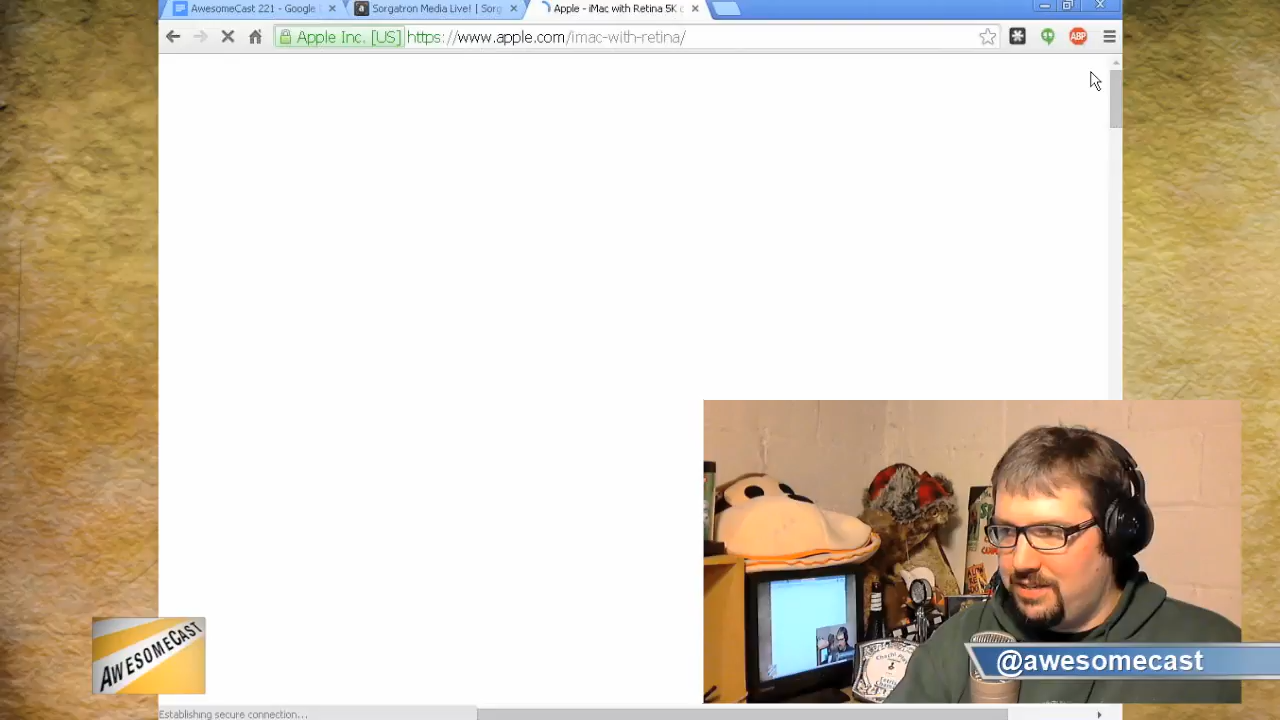 AwesomeCast 221 - Google
Sorgatron Media Live! | Sorg
Apple - iMac with Retina 5K
Apple Inc. [US]
https://www.apple.com/imac-with-retina/
ABP
AWESOMECAST
@awesomecast
Establishing secure connection...